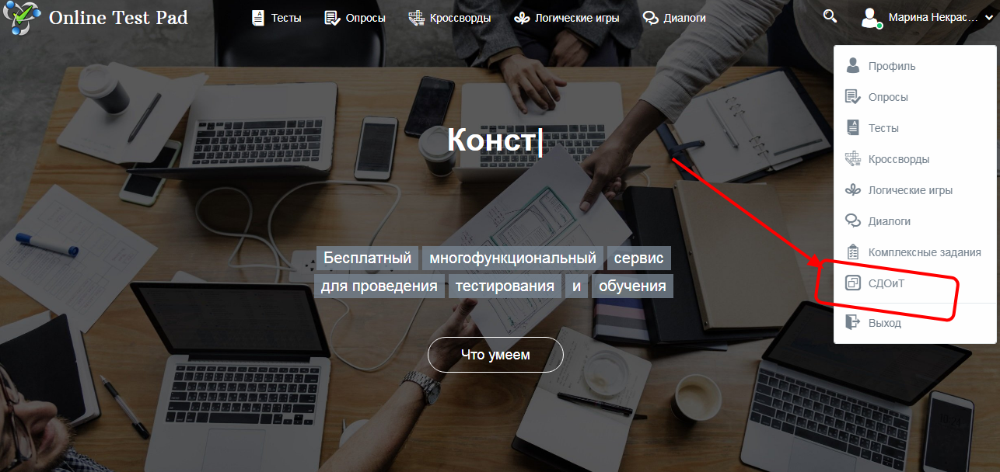 Online Test Pad
Тесты
Опросы
Кроссворды
Логические игры
Диалоги
Марина Некрас...
Профиль
Опросы
Тесты
Кроссворды
Логические игры
Диалоги
Комплексные задания
СДОиТ
Выход
Конст|
Бесплатный многофункциональный сервис
для проведения тестирования и обучения
Что умеем